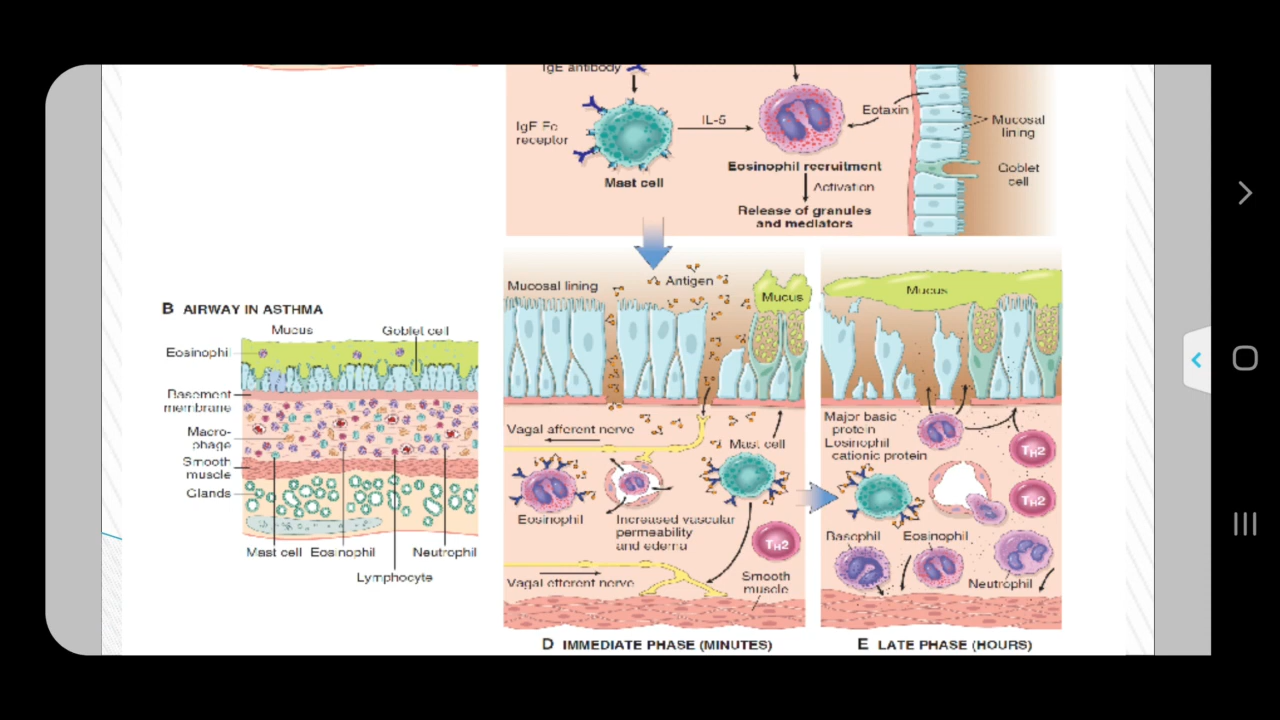 IgE antibody
IgE Fc
receptor
IL-5
Eotaxin
Mucosal
lining
Goblet
cell
Mast cell
Eosinophil recruitment
Activation
Release of granules
and mediators
B AIRWAY IN ASTHMA
Mucus
Goblet cell
Eosinophil
Basement
membrane
Macro-
phage
Smooth
muscle
Glands
Mast cell
Eosinophil
Neutrophil
Lymphocyte
Mucosal lining
Antigen
Mucus
Vagal afferent nerve
Mast cell
Eosinophil
Increased vascular
permeability
and edema
TH2
Vagal efferent nerve
Smooth
muscle
D IMMEDIATE PHASE (MINUTES)
Mucus
Major basic
protein
Eosinophil
cationic protein
TH2
TH2
Basophil
Eosinophil
Neutrophil
E LATE PHASE (HOURS)